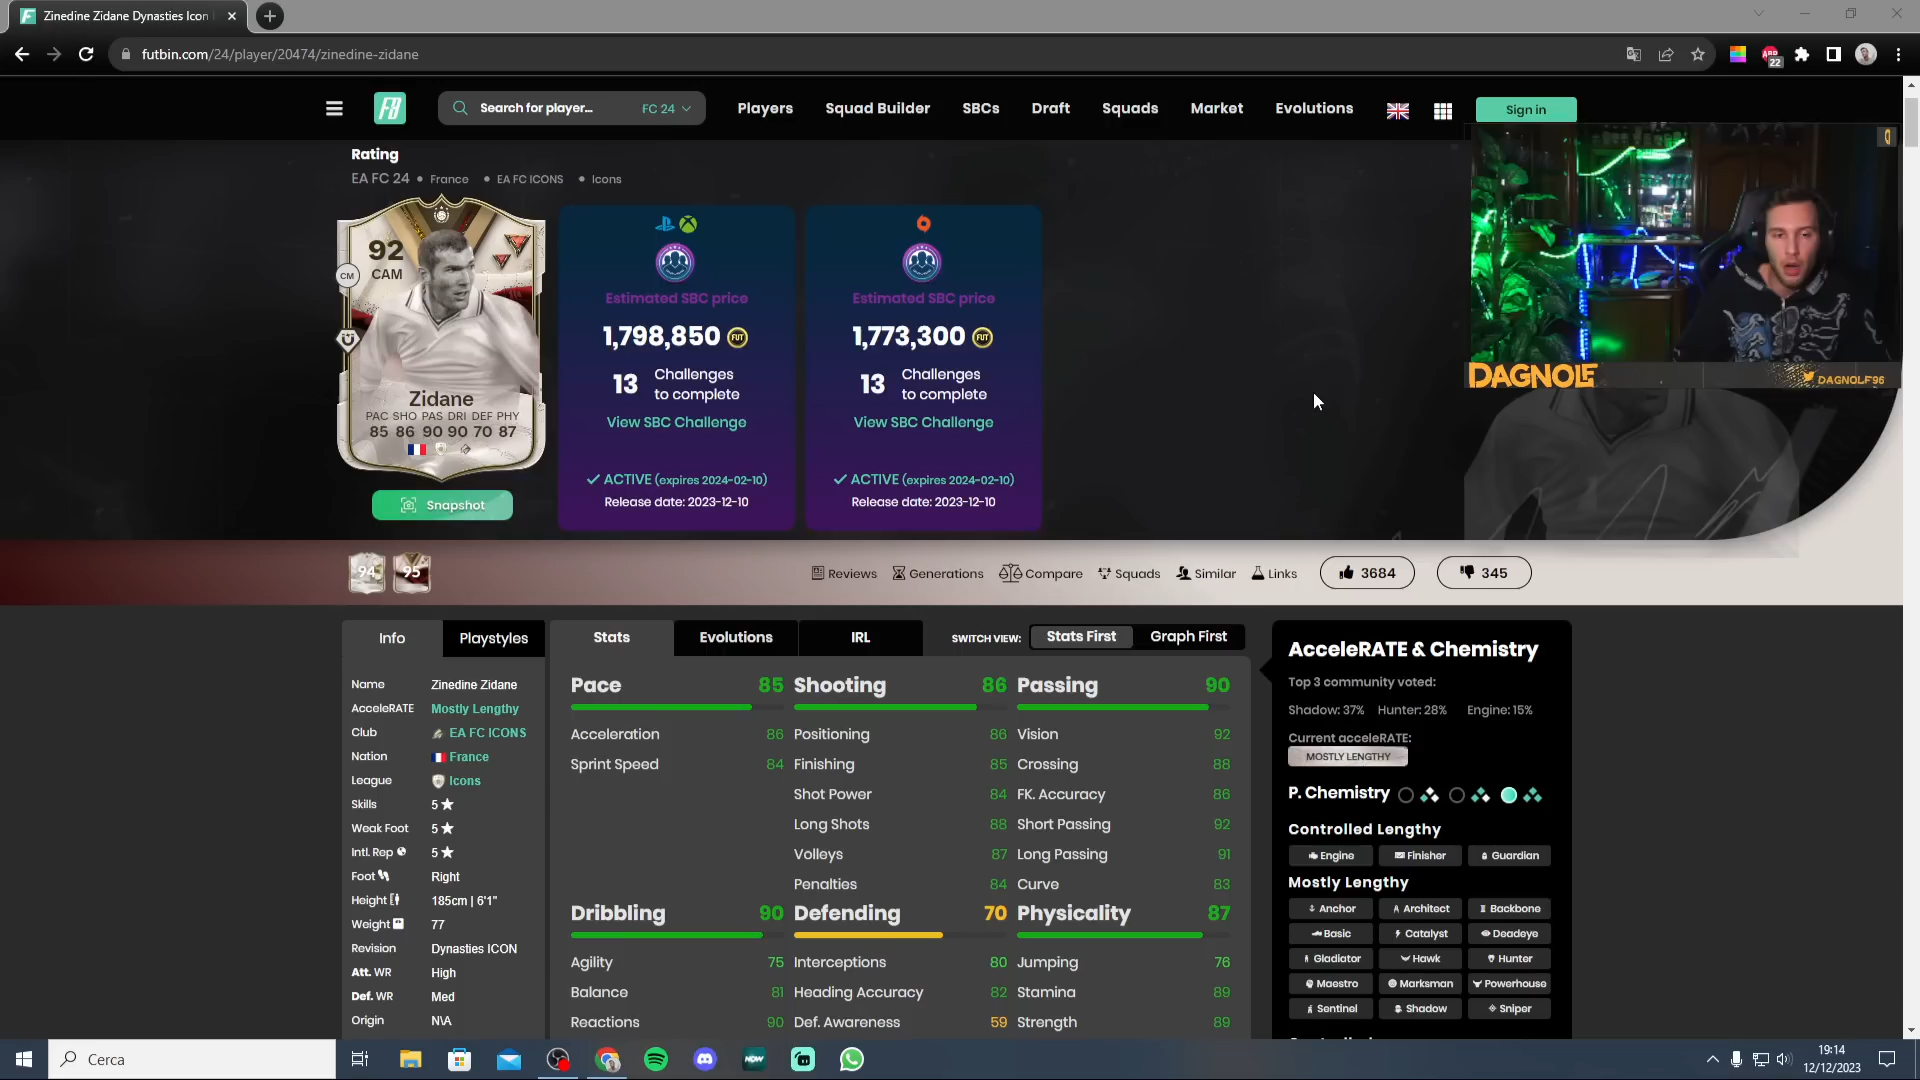 Zinedine Zidane Dynasties Icon
futbin.com/24/player/20474/zinedine-zidane
22
Search for player... FC 24
Players Squad Builder SBCs Draft Squads Market Evolutions
Sign in
Rating
EA FC 24 • France • EA FC ICONS • Icons
92
CAM
CM
Zidane
PAC SHO PAS DRI DEF PHY
85 86 90 90 70 87
Snapshot
Estimated SBC price
1,798,850 FUT
13 Challenges to complete
View SBC Challenge
ACTIVE (expires 2024-02-10)
Release date: 2023-12-10
Estimated SBC price
1,773,300 FUT
13 Challenges to complete
View SBC Challenge
ACTIVE (expires 2024-02-10)
Release date: 2023-12-10
DAGNOLF
DAGNOLF96
94 95
Reviews Generations Compare Squads Similar Links 3684 345
Info Playstyles
Name Zinedine Zidane
AcceleRATE Mostly Lengthy
Club EA FC ICONS
Nation France
League Icons
Skills 5
Weak Foot 5
Intl. Rep 5
Foot Right
Height 185cm | 6'1"
Weight 77
Revision Dynasties ICON
Att. WR High
Def. WR Med
Origin N\A
Stats Evolutions IRL SWITCH VIEW: Stats First Graph First
Pace 85 Shooting 86 Passing 90
Acceleration 86 Positioning 86 Vision 92
Sprint Speed 84 Finishing 85 Crossing 88
Shot Power 84 FK. Accuracy 86
Long Shots 88 Short Passing 92
Volleys 87 Long Passing 91
Penalties 84 Curve 83
Dribbling 90 Defending 70 Physicality 87
Agility 75 Interceptions 80 Jumping 76
Balance 81 Heading Accuracy 82 Stamina 89
Reactions 90 Def. Awareness 59 Strength 89
AcceleRATE & Chemistry
Top 3 community voted:
Shadow: 37% Hunter: 28% Engine: 15%
Current acceleRATE:
MOSTLY LENGTHY
P. Chemistry
Controlled Lengthy
Engine Finisher Guardian
Mostly Lengthy
Anchor Architect Backbone
Basic Catalyst Deadeye
Gladiator Hawk Hunter
Maestro Marksman Powerhouse
Sentinel Shadow Sniper
Cerca
NOW
19:14
12/12/2023